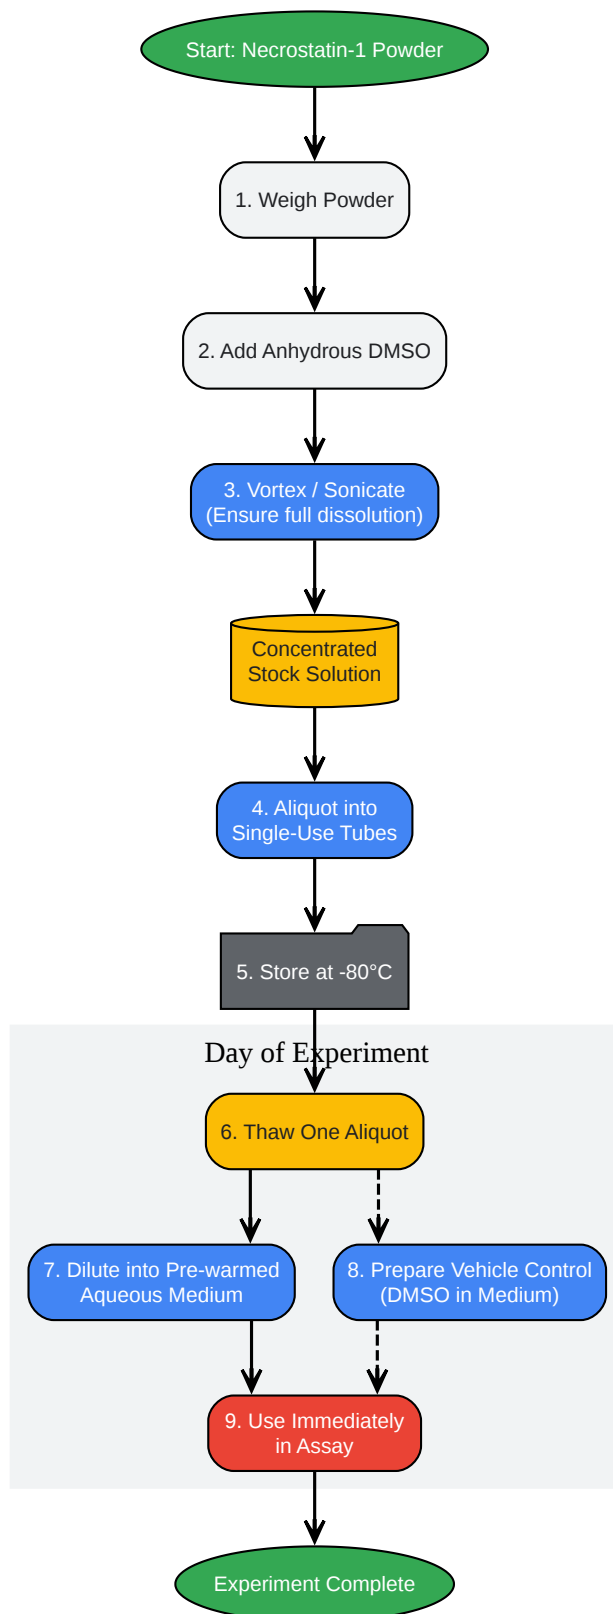 Start: Necrostatin-1 Powder
1. Weigh Powder
2. Add Anhydrous DMSO
3. Vortex / Sonicate
(Ensure full dissolution)
Concentrated
Stock Solution
4. Aliquot into
Single-Use Tubes
5. Store at -80°C
Day of Experiment
6. Thaw One Aliquot
7. Dilute into Pre-warmed
Aqueous Medium
8. Prepare Vehicle Control
(DMSO in Medium)
9. Use Immediately
in Assay
Experiment Complete